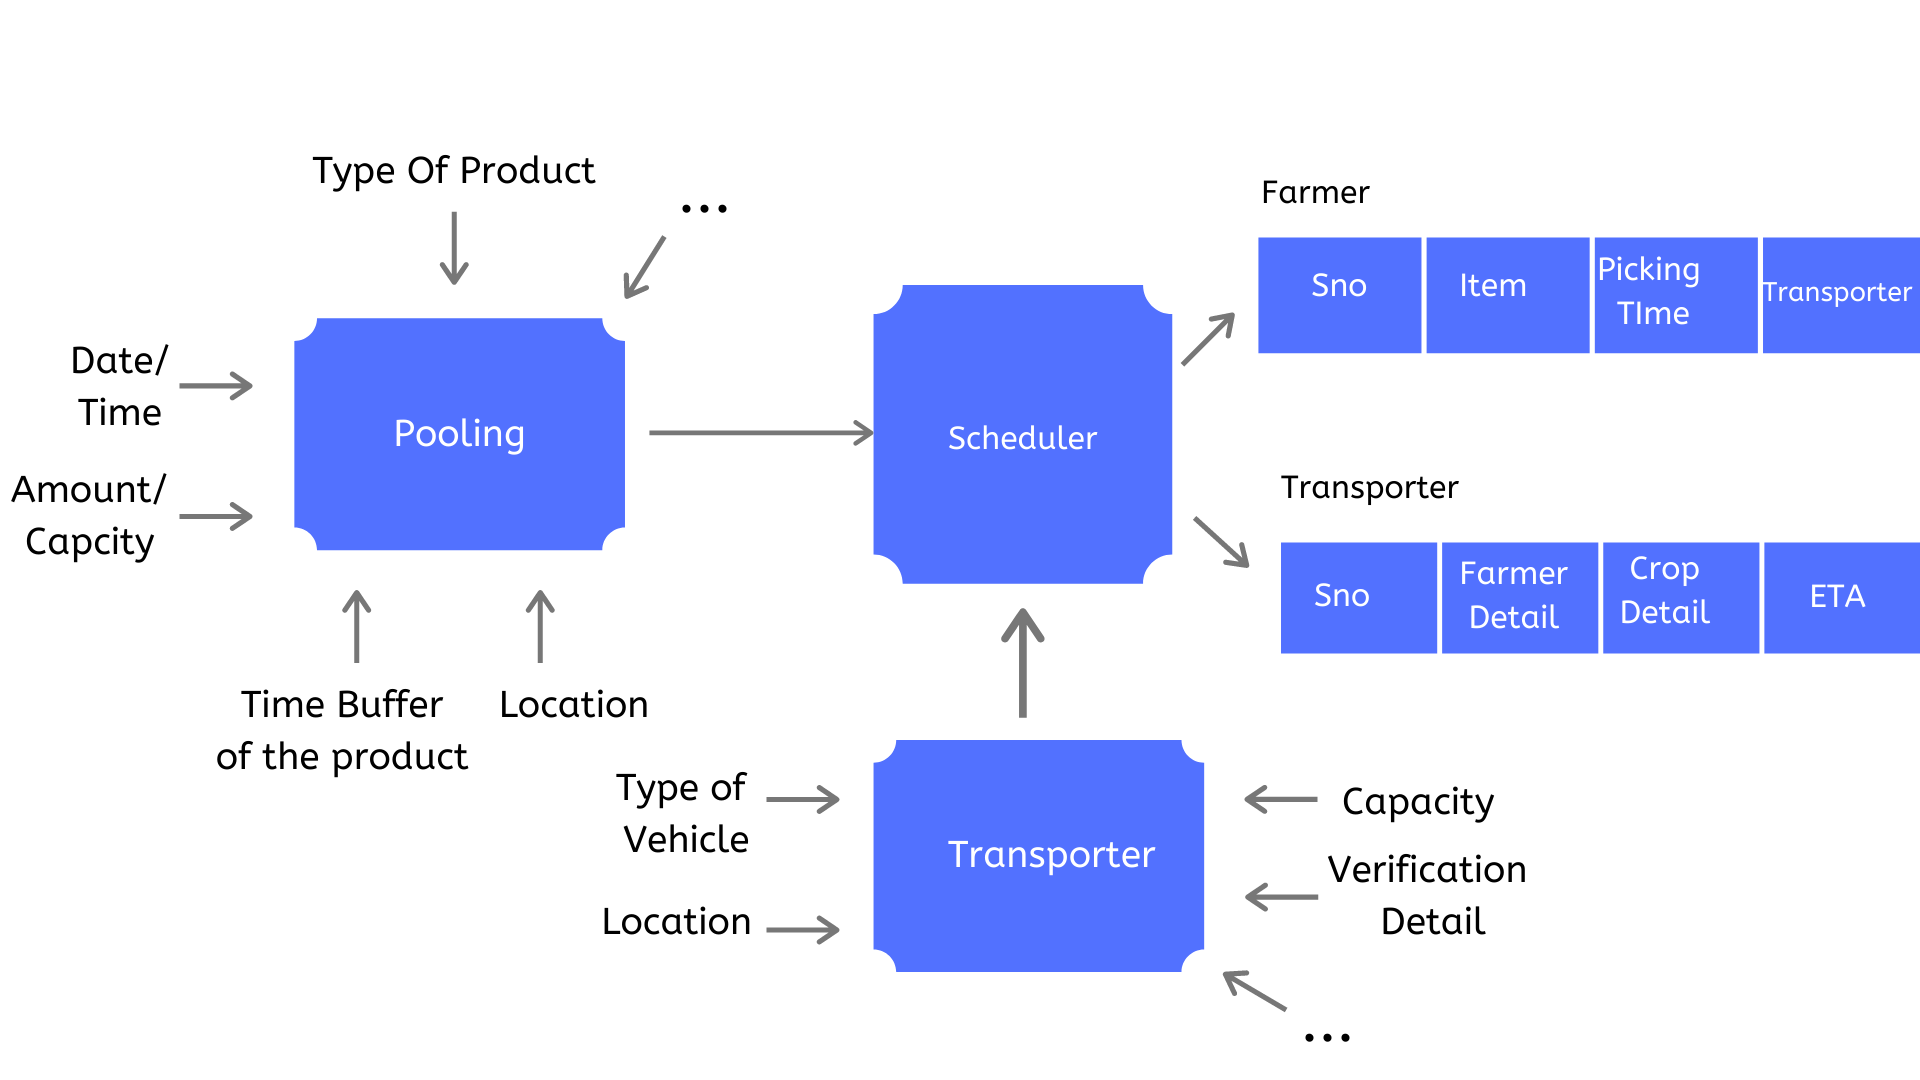 Type Of Product
...
Date/
Time
Amount/
Capcity
Pooling
Time Buffer
of the product
Location
Scheduler
Farmer
Sno
Item
Picking
TIme
Transporter
Transporter
Sno
Farmer
Detail
Crop
Detail
ETA
Type of
Vehicle
Location
Transporter
Capacity
Verification
Detail
...